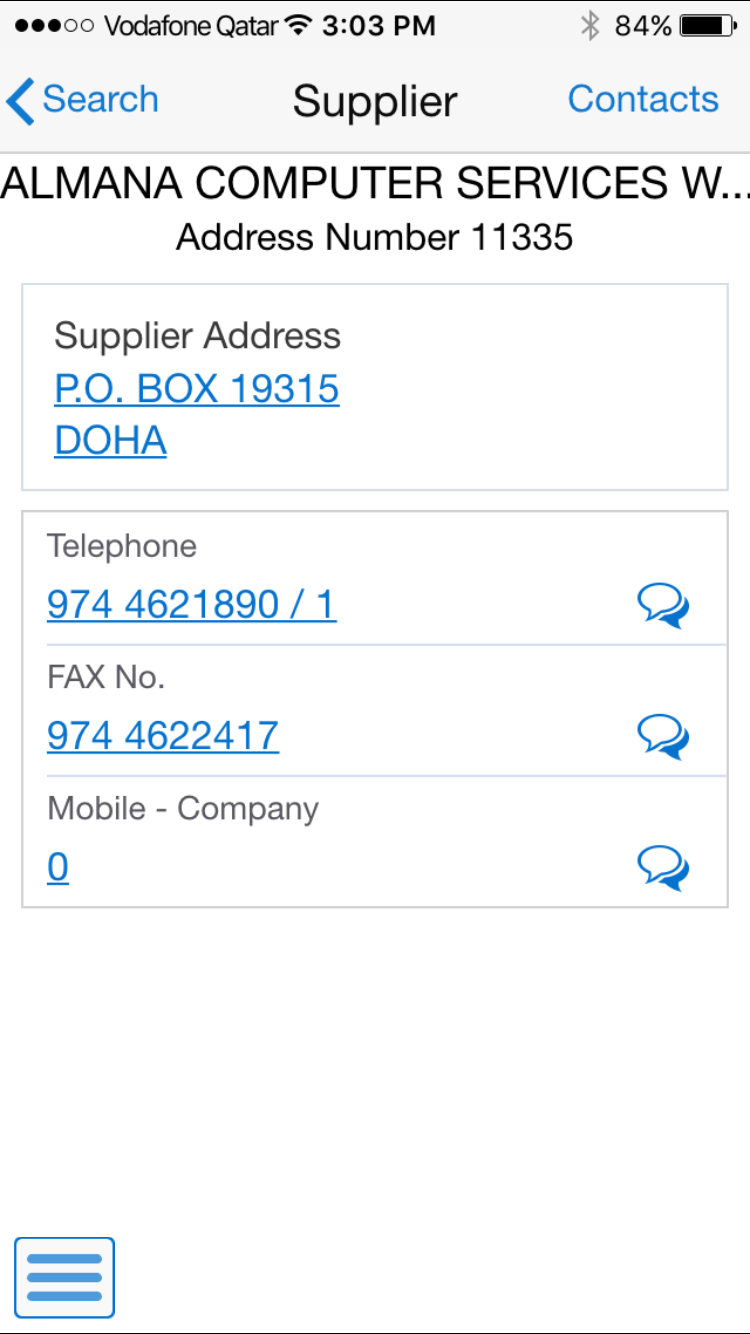 Vodafone Qatar 3:03 PM 84%
Search Supplier Contacts
ALMANA COMPUTER SERVICES W...
Address Number 11335
Supplier Address
P.O. BOX 19315
DOHA
Telephone
974 4621890 / 1
FAX No.
974 4622417
Mobile - Company
0